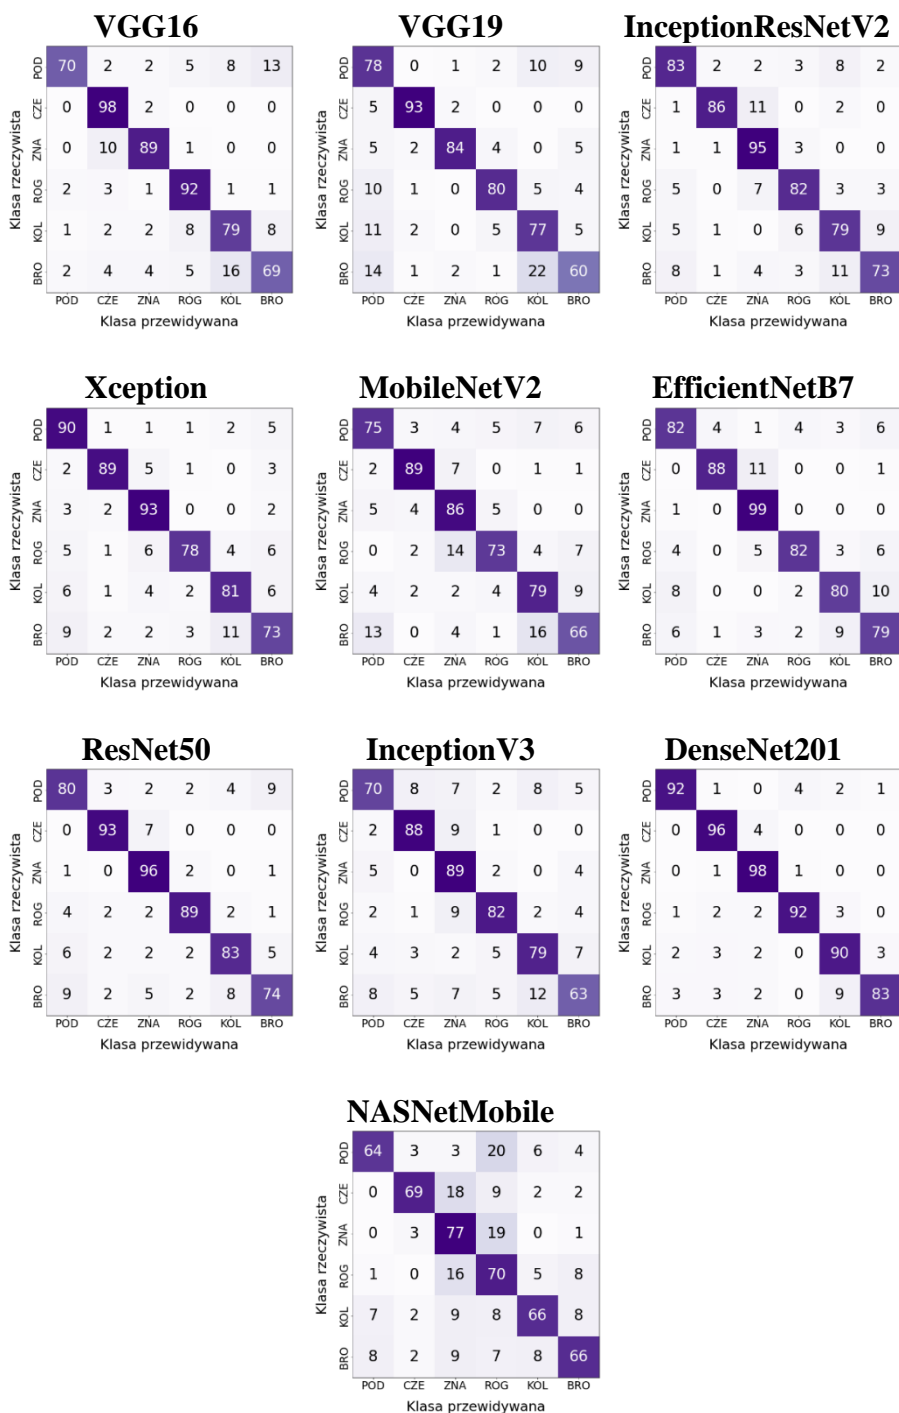 VGG16 VGG19 InceptionResNetV2
POD 70 2 2 5 8 13 POD 78 0 1 2 10 9 POD 83 2 2 3 8 2
CZE 0 98 2 0 0 0 CZE 5 93 2 0 0 0 CZE 1 86 11 0 2 0
ZNA 0 10 89 1 0 0 ZNA 5 2 84 4 0 5 ZNA 1 1 95 3 0 0
ROG 2 3 1 92 1 1 ROG 10 1 0 80 5 4 ROG 5 0 7 82 3 3
KOL 1 2 2 8 79 8 KOL 11 2 0 5 77 5 KOL 5 1 0 6 79 9
BRO 2 4 4 5 16 69 BRO 14 1 2 1 22 60 BRO 8 1 4 3 11 73
Klasa rzeczywista Klasa rzeczywista Klasa rzeczywista
POD CZE ZNA ROG KOL BRO POD CZE ZNA ROG KOL BRO POD CZE ZNA ROG KOL BRO
Klasa przewidywana Klasa przewidywana Klasa przewidywana
Xception MobileNetV2 EfficientNetB7
POD 90 1 1 1 2 5 POD 75 3 4 5 7 6 POD 82 4 1 4 3 6
CZE 2 89 5 1 0 3 CZE 2 89 7 0 1 1 CZE 0 88 11 0 0 1
ZNA 3 2 93 0 0 2 ZNA 5 4 86 5 0 0 ZNA 1 0 99 0 0 0
ROG 5 1 6 78 4 6 ROG 0 2 14 73 4 7 ROG 4 0 5 82 3 6
KOL 6 1 4 2 81 6 KOL 4 2 2 4 79 9 KOL 8 0 0 2 80 10
BRO 9 2 2 3 11 73 BRO 13 0 4 1 16 66 BRO 6 1 3 2 9 79
Klasa rzeczywista Klasa rzeczywista Klasa rzeczywista
POD CZE ZNA ROG KOL BRO POD CZE ZNA ROG KOL BRO POD CZE ZNA ROG KOL BRO
Klasa przewidywana Klasa przewidywana Klasa przewidywana
ResNet50 InceptionV3 DenseNet201
POD 80 3 2 2 4 9 POD 70 8 7 2 8 5 POD 92 1 0 4 2 1
CZE 0 93 7 0 0 0 CZE 2 88 9 1 0 0 CZE 0 96 4 0 0 0
ZNA 1 0 96 2 0 1 ZNA 5 0 89 2 0 4 ZNA 0 1 98 1 0 0
ROG 4 2 2 89 2 1 ROG 2 1 9 82 2 4 ROG 1 2 2 92 3 0
KOL 6 2 2 2 83 5 KOL 4 3 2 5 79 7 KOL 2 3 2 0 90 3
BRO 9 2 5 2 8 74 BRO 8 5 7 5 12 63 BRO 3 3 2 0 9 83
Klasa rzeczywista Klasa rzeczywista Klasa rzeczywista
POD CZE ZNA ROG KOL BRO POD CZE ZNA ROG KOL BRO POD CZE ZNA ROG KOL BRO
Klasa przewidywana Klasa przewidywana Klasa przewidywana
NASNetMobile
POD 64 3 3 20 6 4
CZE 0 69 18 9 2 2
ZNA 0 3 77 19 0 1
ROG 1 0 16 70 5 8
KOL 7 2 9 8 66 8
BRO 8 2 9 7 8 66
Klasa rzeczywista
POD CZE ZNA ROG KOL BRO
Klasa przewidywana